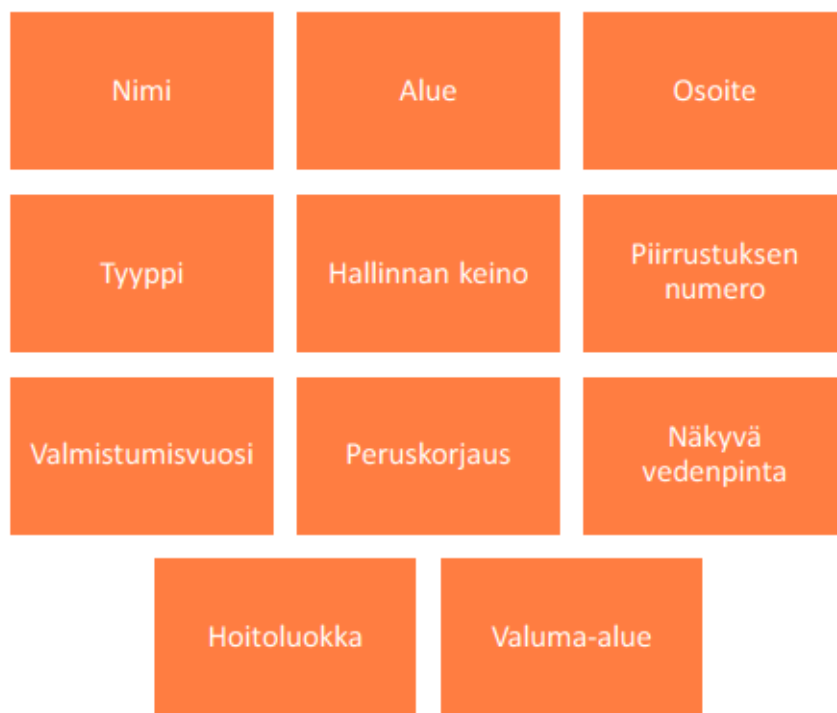 Nimi
Alue
Osoite
Tyyppi
Hallinnan keino
Piirrustuksen
numero
Valmistumisvuosi
Peruskorjaus
Näkyvä
vedenpinta
Hoitoluokka
Valuma-alue